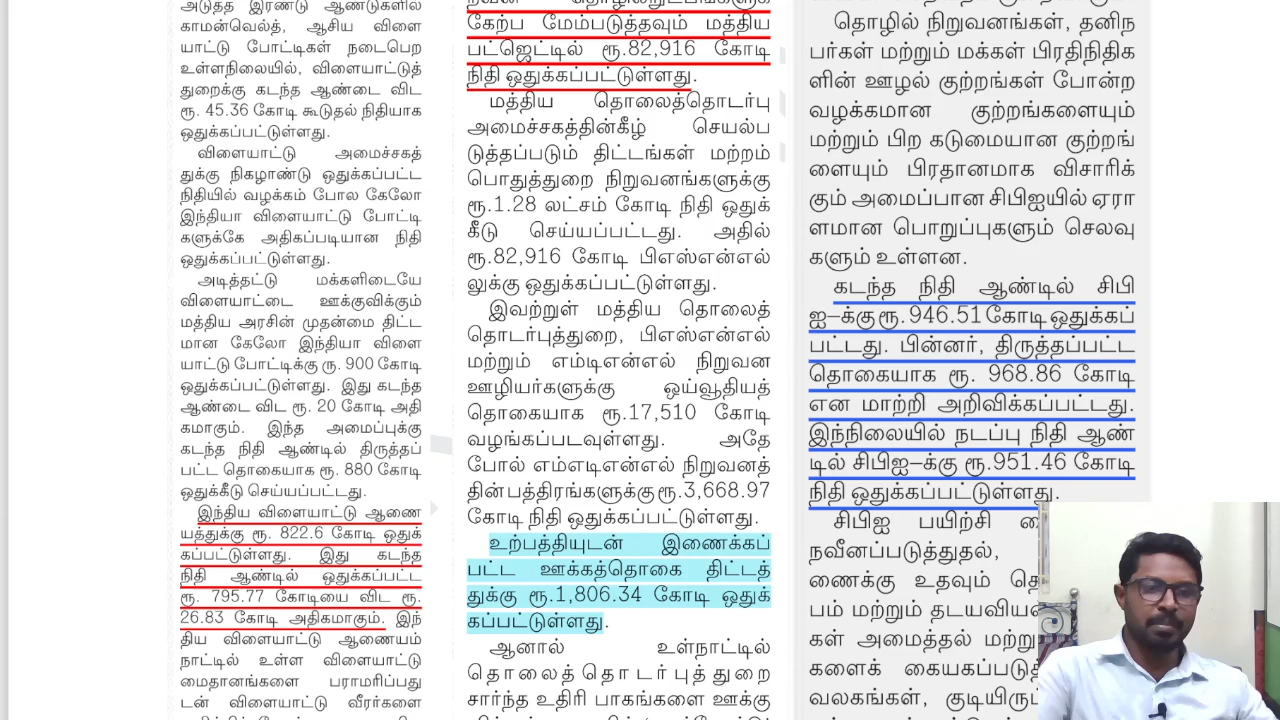 அடுத்த இரண்டு ஆண்டுகளில்
காமன்வெல்த், ஆசிய விளை
யாட்டு போட்டிகள் நடைபெற
உள்ளநிலையில், விளையாட்டுத்
துறைக்கு கடந்த ஆண்டை விட
ரூ. 45.36 கோடி கூடுதல் நிதியாக
ஒதுக்கப்பட்டுள்ளது.
விளையாட்டு அமைச்சகத்
துக்கு நிகழாண்டு ஒதுக்கப்பட்ட
நிதியில் வழக்கம் போல கேலோ
இந்தியா விளையாட்டு போட்டி
களுக்கே அதிகப்படியான நிதி
ஒதுக்கப்பட்டுள்ளது.
அடித்தட்டு மக்களிடையே
விளையாட்டை ஊக்குவிக்கும்
மத்திய அரசின் முதன்மை திட்ட
மான கேலோ இந்தியா விளை
யாட்டு போட்டிக்கு ரு. 900 கோடி
ஒதுக்கப்பட்டுள்ளது. இது கடந்த
ஆண்டை விட ரூ. 20 கோடி அதி
கமாகும். இந்த அமைப்புக்கு
கடந்த நிதி ஆண்டில் திருத்தப்
பட்ட தொகையாக ரூ. 880 கோடி
ஒதுக்கீடு செய்யப்பட்டது.
இந்திய விளையாட்டு ஆணை
யத்துக்கு ரூ. 822.6 கோடி ஒதுக்
கப்பட்டுள்ளது. இது கடந்த
நிதி ஆண்டில் ஒதுக்கப்பட்ட
ரூ. 795.77 கோடியை விட ரூ.
26.83 கோடி அதிகமாகும். இந்
திய விளையாட்டு ஆணையம்
நாட்டில் உள்ள விளையாட்டு
மைதானங்களை பராமரிப்பது
டன் விளையாட்டு வீரர்களை
கேற்ப மேம்படுத்தவும் மத்திய
பட்ஜெட்டில் ரூ.82,916 கோடி
நிதி ஒதுக்கப்பட்டுள்ளது.
மத்திய தொலைத்தொடர்பு
அமைச்சகத்தின்கீழ் செயல்ப
டுத்தப்படும் திட்டங்கள் மற்றம்
பொதுத்துறை நிறுவனங்களுக்கு
ரூ.1.28 லட்சம் கோடி நிதி ஒதுக்
கீடு செய்யப்பட்டது. அதில்
ரூ.82,916 கோடி பிஎஸ்என்எல்
லுக்கு ஒதுக்கப்பட்டுள்ளது.
இவற்றுள் மத்திய தொலைத்
தொடர்புத்துறை, பிஎஸ்என்எல்
மற்றும் எம்டிஎன்எல் நிறுவன
ஊழியர்களுக்கு ஒய்வூதியத்
தொகையாக ரூ.17,510 கோடி
வழங்கப்படவுள்ளது. அதே
போல் எம்எடிஎன்எல் நிறுவனத்
தின்பத்திரங்களுக்கு ரூ.3,668.97
கோடி நிதி ஒதுக்கப்பட்டுள்ளது.
உற்பத்தியுடன் இணைக்கப்
பட்ட ஊக்கத்தொகை திட்டத்
துக்கு ரூ.1,806.34 கோடி ஒதுக்
கப்பட்டுள்ளது.
ஆனால் உள்நாட்டில்
தொலைத் தொடர்புத் துறை
சார்ந்த உதிரி பாகங்களை ஊக்கு
தொழில் நிறுவனங்கள், தனிந
பர்கள் மற்றும் மக்கள் பிரதிநிதிக
ளின் ஊழல் குற்றங்கள் போன்ற
வழக்கமான குற்றங்களையும்
மற்றும் பிற கடுமையான குற்றங்
ளையும் பிரதானமாக விசாரிக்
கும் அமைப்பான சிபிஐயில் ஏரா
ளமான பொறுப்புகளும் செலவு
களும் உள்ளன.
கடந்த நிதி ஆண்டில் சிபி
ஐ-க்கு ரூ.946.51 கோடி ஒதுக்கப்
பட்டது. பின்னர், திருத்தப்பட்ட
தொகையாக ரூ. 968.86 கோடி
என மாற்றி அறிவிக்கப்பட்டது.
இந்நிலையில் நடப்பு நிதி ஆண்
டில் சிபிஐ-க்கு ரூ.951.46 கோடி
நிதி ஒதுக்கப்பட்டுள்ளது.
சிபிஐ பயிற்சி
நவீனப்படுத்துதல்,
ணைக்கு உதவும்
பம் மற்றும்
கள் அமைத்தல்
களைக்
வலகங்கள்,